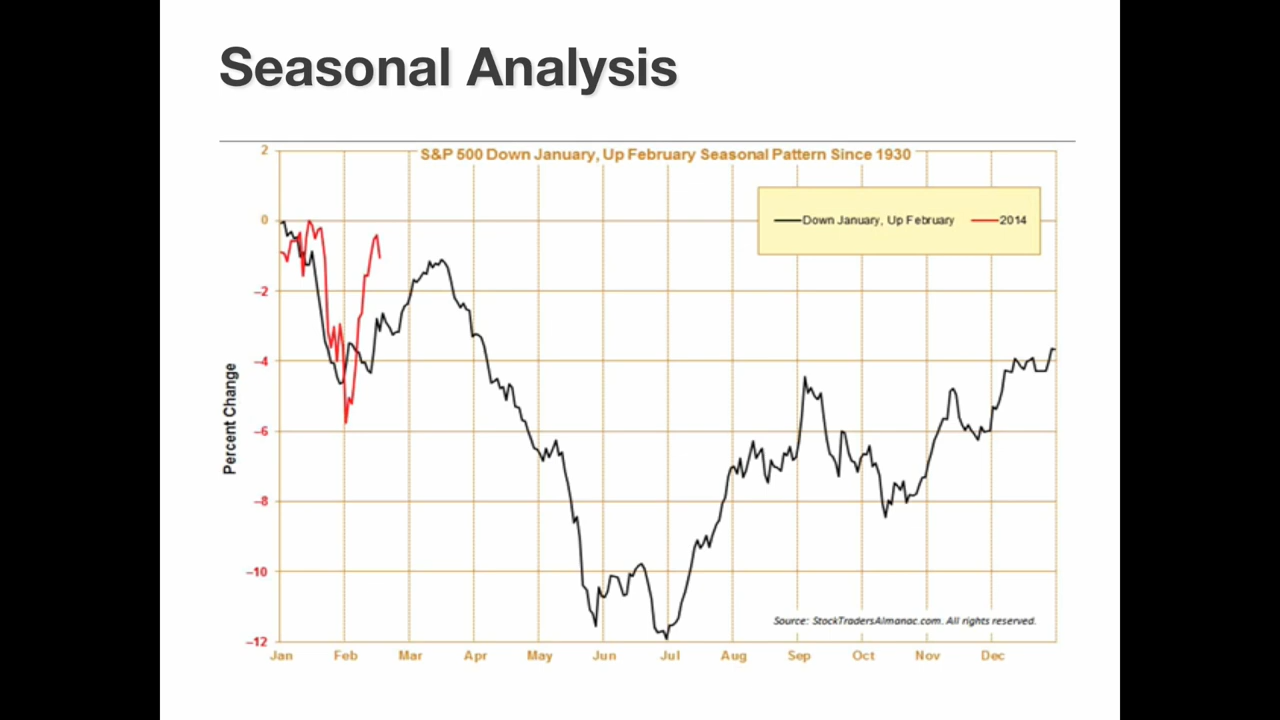 Seasonal Analysis
S&P 500 Down January, Up February Seasonal Pattern Since 1930
Down January, Up February
2014
Percent Change
2
0
–2
–4
–6
–8
–10
–12
Source: StockTradersAlmanac.com. All rights reserved.
Jan Feb Mar Apr May Jun Jul Aug Sep Oct Nov Dec